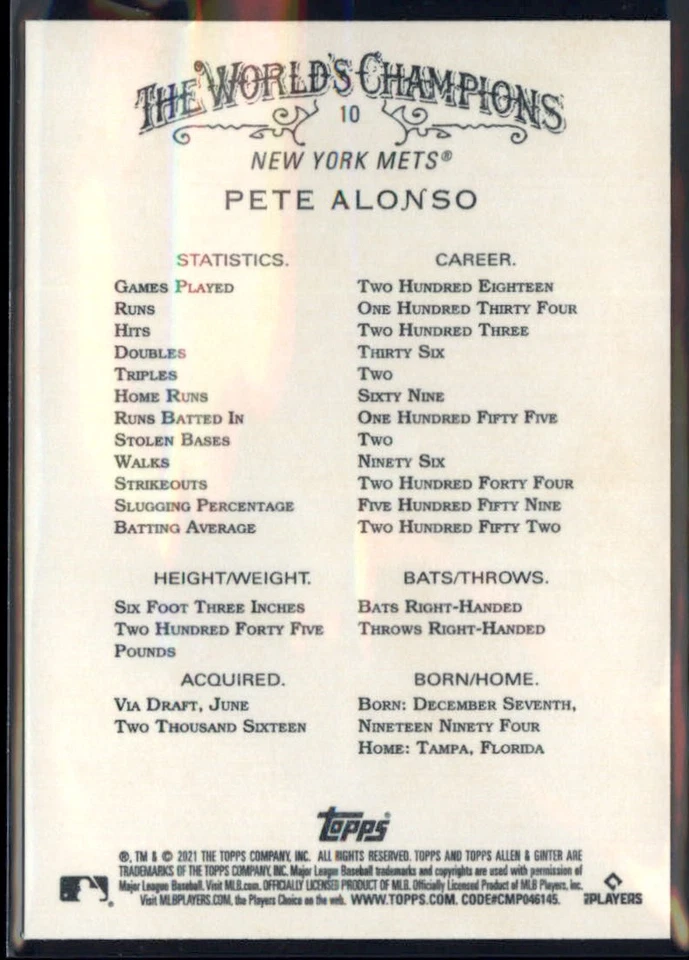 THE WORLD'S CHAMPIONS
10
NEW YORK METS®
PETE ALONSO
STATISTICS. CAREER.
GAMES PLAYED TWO HUNDRED EIGHTEEN
RUNS ONE HUNDRED THIRTY FOUR
HITS TWO HUNDRED THREE
DOUBLES THIRTY SIX
TRIPLES TWO
HOME RUNS SIXTY NINE
RUNS BATTED IN ONE HUNDRED FIFTY FIVE
STOLEN BASES TWO
WALKS NINETY SIX
STRIKEOUTS TWO HUNDRED FORTY FOUR
SLUGGING PERCENTAGE FIVE HUNDRED FIFTY NINE
BATTING AVERAGE TWO HUNDRED FIFTY TWO
HEIGHT/WEIGHT. BATS/THROWS.
SIX FOOT THREE INCHES BATS RIGHT-HANDED
TWO HUNDRED FORTY FIVE THROWS RIGHT-HANDED
POUNDS
ACQUIRED. BORN/HOME.
VIA DRAFT, JUNE BORN: DECEMBER SEVENTH,
TWO THOUSAND SIXTEEN NINETEEN NINETY FOUR
HOME: TAMPA, FLORIDA
TOPPS®
®, TM & © 2021 THE TOPPS COMPANY, INC. ALL RIGHTS RESERVED. TOPPS AND TOPPS ALLEN & GINTER ARE
TRADEMARKS OF THE TOPPS COMPANY, INC. Major League Baseball trademarks and copyrights are used with permission of
Major League Baseball. Visit MLB.com. OFFICIALLY LICENSED PRODUCT OF MLB. Officially Licensed Product of MLB Players, Inc.
Visit MLBPLAYERS.COM, the Players Choice on the web. WWW.TOPPS.COM. CODE#CMP046145.
PLAYERS